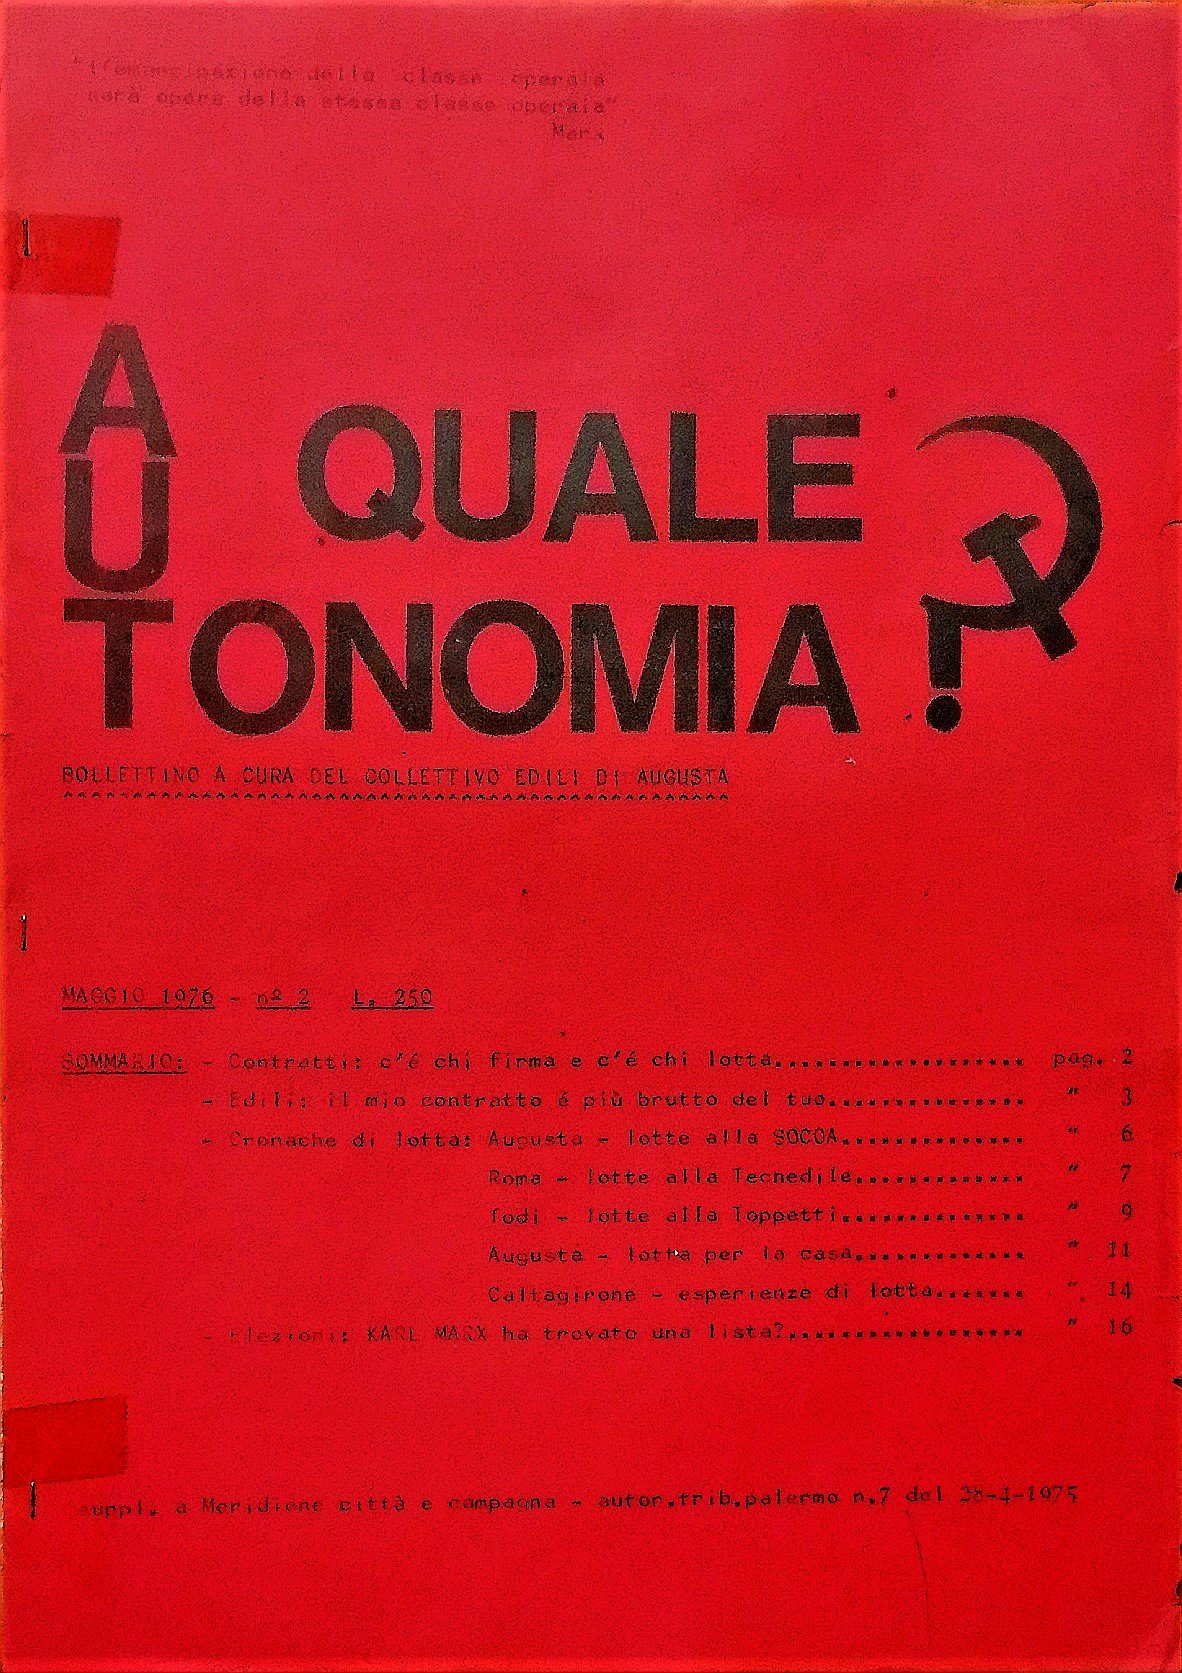 "l'emancipazione della classe operaia
sarà opera della stessa classe operaia"
Marx
A QUALE
U
TONOMIA
BOLLETTINO A CURA DEL COLLETTIVO EDILI DI AUGUSTA
MAGGIO 1976 - nº 2 L. 250
SOMMARIO: - Contratti: c'é chi firma e c'é chi lotta.................. pag. 2
- Edili: il mio contratto é più brutto del tuo.............. " 3
- Cronache di lotta: Augusta - lotte alla SOCOA............. " 6
Roma - lotte alla Tecnedile............ " 7
Todi - lotte alla Toppetti............. " 9
Augusta - lotta per la casa............ " 11
Caltagirone - esperienze di lotta....... " 14
- Elezioni: KARL MARX ha trovato una lista?................. " 16
suppl. a Meridione città e campagna - autor.trib.palermo n.7 del 28-4-1975